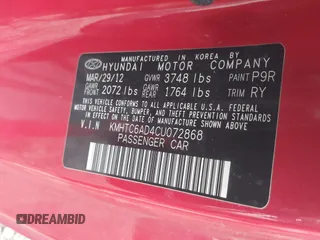 MANUFACTURED IN KOREA BY
HYUNDAI MOTOR COMPANY
MAR/29/12 GVWR 3748 lbs PAINT P9R
GAWR FRONT 2072 lbs GAWR REAR 1764 lbs TRIM RY
THIS VEHICLE CONFORMS TO ALL APPLICABLE
FEDERAL MOTOR VEHICLE SAFETY, BUMPER, AND
THEFT PREVENTION STANDARDS IN EFFECT ON
THE DATE OF MANUFACTURE SHOWN ABOVE.
V.I.N KMHTC6AD4CU072868
PASSENGER CAR
DREAMBID